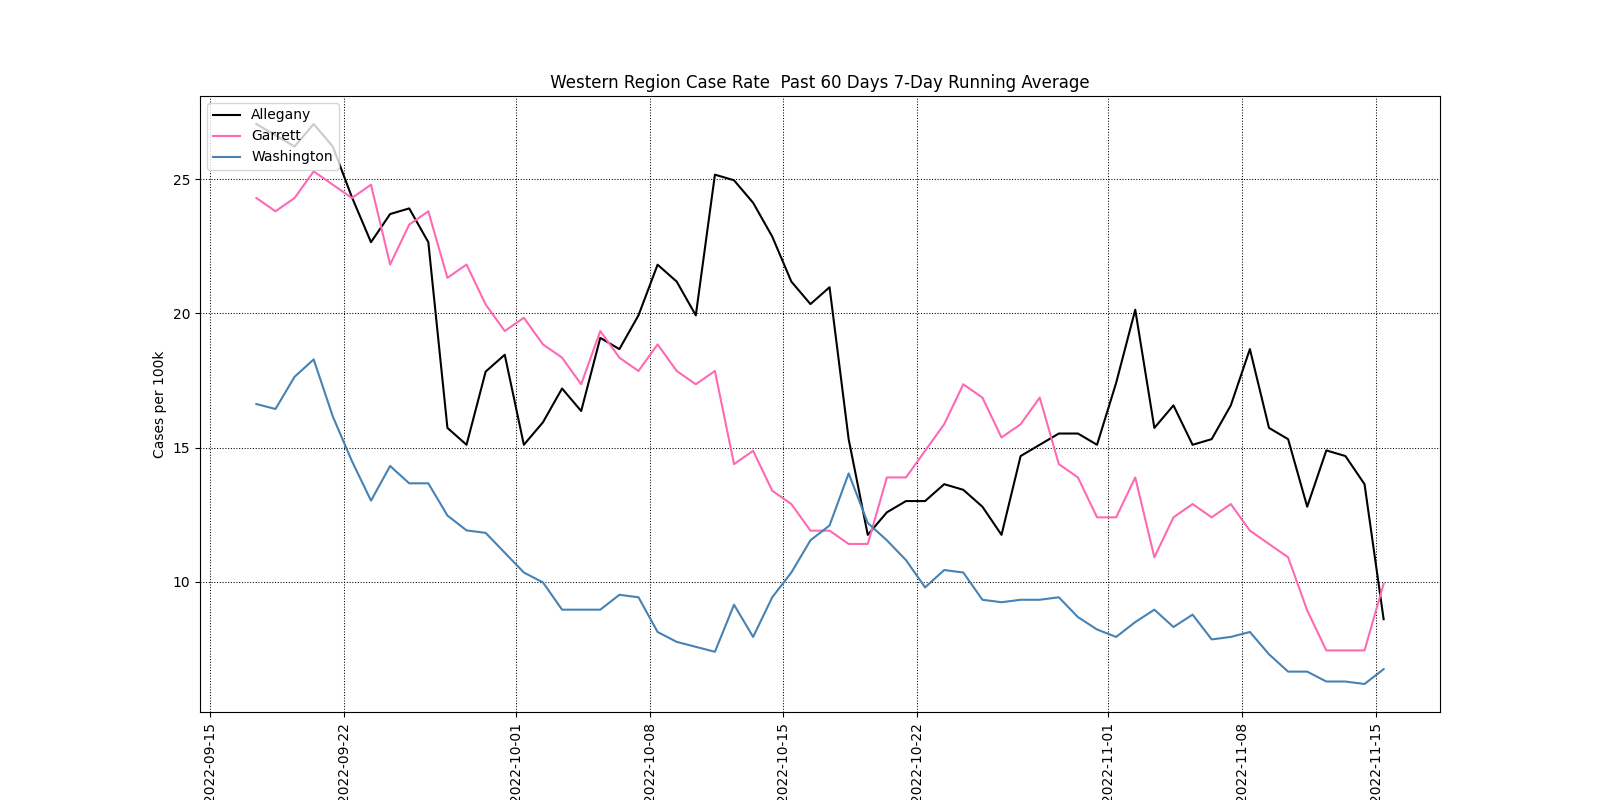 Western Region Case Rate  Past 60 Days 7-Day Running Average
Allegany
Garrett
Washington
25
20
15
10
Cases per 100k
2022-09-15
2022-09-22
2022-10-01
2022-10-08
2022-10-15
2022-10-22
2022-11-01
2022-11-08
2022-11-15